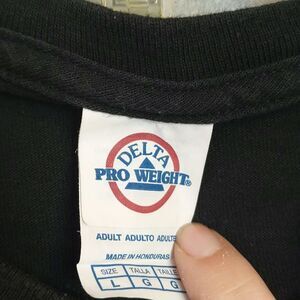 DELTA
PRO WEIGHT®
ADULT ADULTO ADULTE
MADE IN HONDURAS
SIZE TALLA TAILLE
L G G